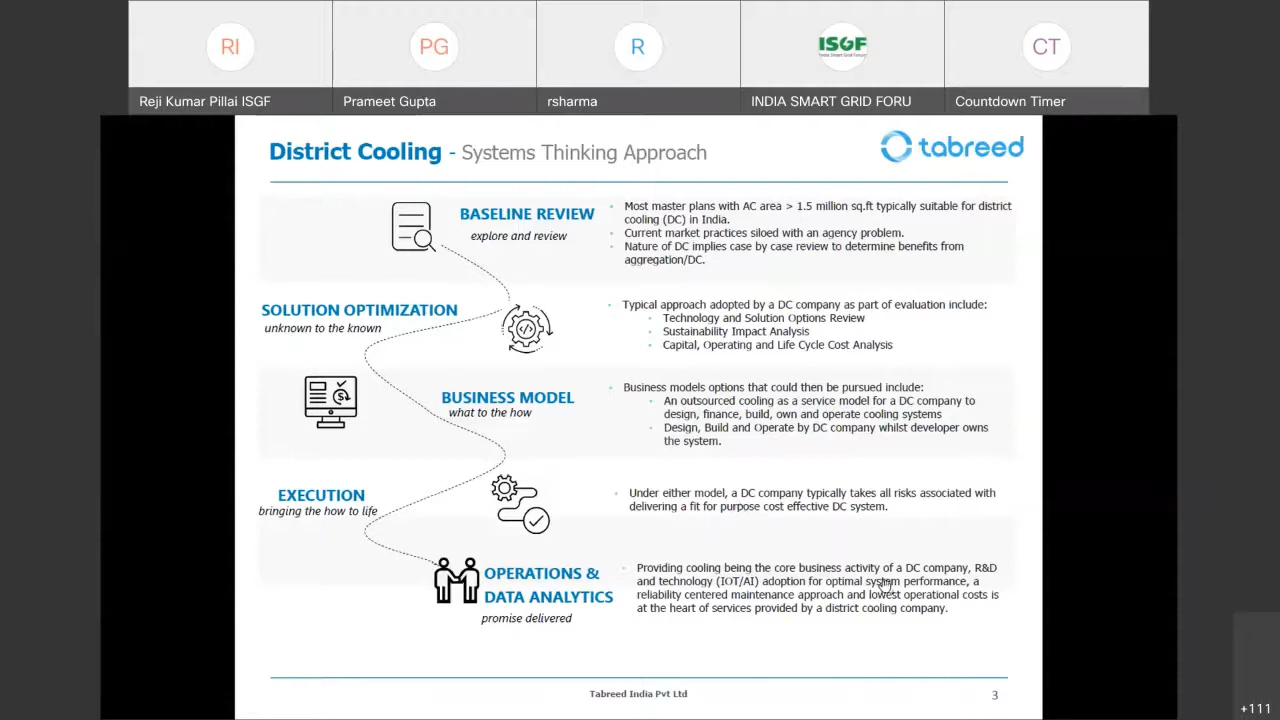 RI
PG
R
ISGF
India Smart Grid Forum
CT
Reji Kumar Pillai ISGF
Prameet Gupta
rsharma
INDIA SMART GRID FORU
Countdown Timer
District Cooling - Systems Thinking Approach
tabreed
BASELINE REVIEW
explore and review
• Most master plans with AC area > 1.5 million sq.ft typically suitable for district
cooling (DC) in India.
• Current market practices siloed with an agency problem.
• Nature of DC implies case by case review to determine benefits from
aggregation/DC.
SOLUTION OPTIMIZATION
unknown to the known
• Typical approach adopted by a DC company as part of evaluation include:
• Technology and Solution Options Review
• Sustainability Impact Analysis
• Capital, Operating and Life Cycle Cost Analysis
BUSINESS MODEL
what to the how
• Business models options that could then be pursued include:
• An outsourced cooling as a service model for a DC company to
design, finance, build, own and operate cooling systems
• Design, Build and Operate by DC company whilst developer owns
the system.
EXECUTION
bringing the how to life
• Under either model, a DC company typically takes all risks associated with
delivering a fit for purpose cost effective DC system.
OPERATIONS &
DATA ANALYTICS
promise delivered
• Providing cooling being the core business activity of a DC company, R&D
and technology (IOT/AI) adoption for optimal system performance, a
reliability centered maintenance approach and lowest operational costs is
at the heart of services provided by a district cooling company.
Tabreed India Pvt Ltd
3
+111